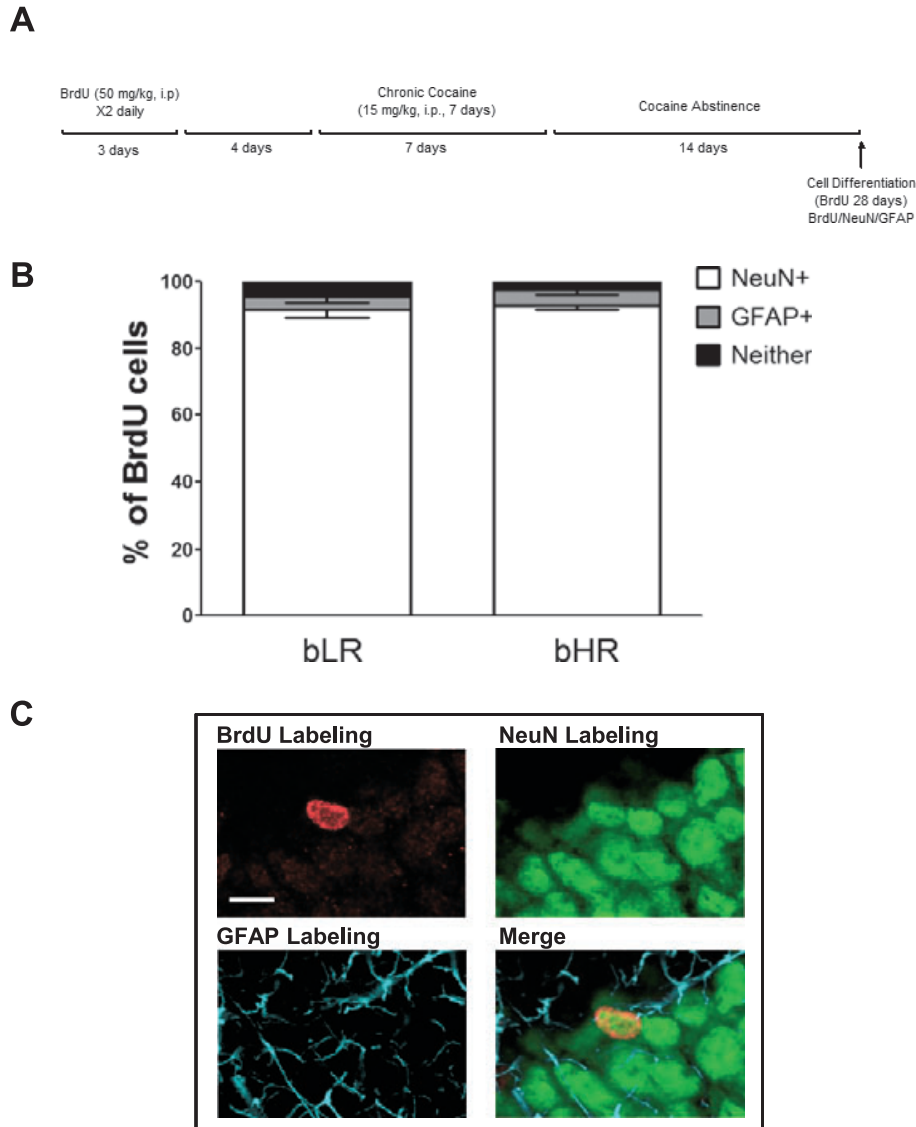 A
BrdU (50 mg/kg, i.p)
X2 daily
3 days
4 days
Chronic Cocaine
(15 mg/kg, i.p., 7 days)
7 days
Cocaine Abstinence
14 days
Cell Differentiation
(BrdU 28 days)
BrdU/NeuN/GFAP
B
% of BrdU cells
100
80
60
40
20
0
bLR
bHR
NeuN+
GFAP+
Neither
C
BrdU Labeling
NeuN Labeling
GFAP Labeling
Merge